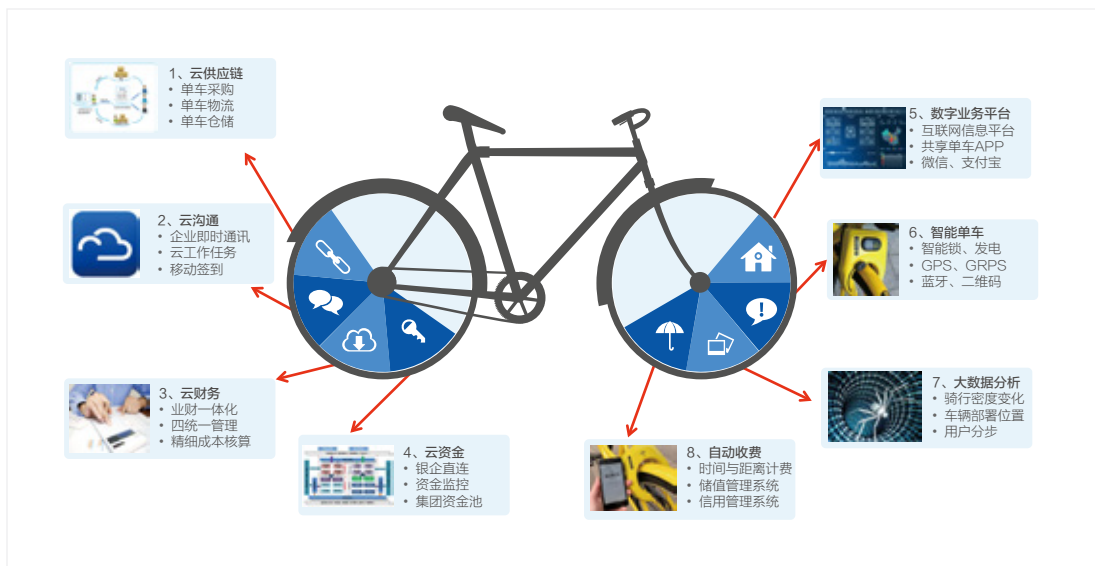 1、云供应链
• 单车采购
• 单车物流
• 单车仓储
2、云沟通
• 企业即时通讯
• 云工作任务
• 移动签到
3、云财务
• 业财一体化
• 四统一管理
• 精细成本核算
4、云资金
• 银企直连
• 资金监控
• 集团资金池
5、数字业务平台
• 互联网信息平台
• 共享单车APP
• 微信、支付宝
6、智能单车
• 智能锁、发电
• GPS、GRPS
• 蓝牙、二维码
7、大数据分析
• 骑行密度变化
• 车辆部署位置
• 用户分步
8、自动收费
• 时间与距离计费
• 储值管理系统
• 信用管理系统